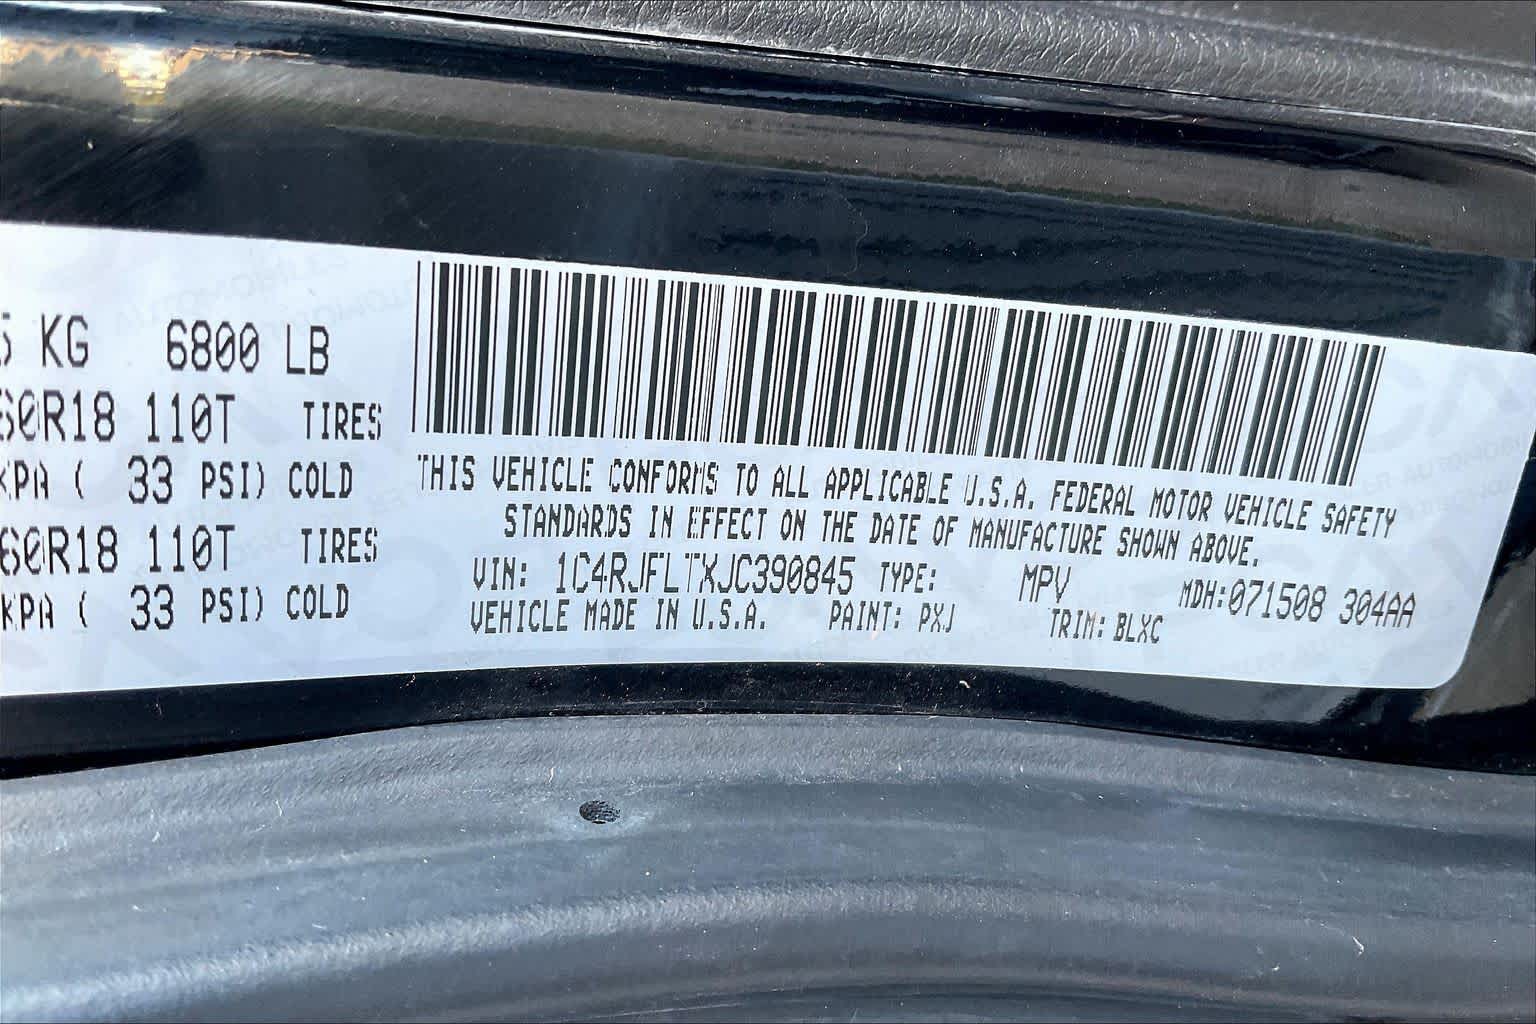 KG 6800 LB
60R18 110T TIRES
KPA ( 33 PSI) COLD
60R18 110T TIRES
KPA ( 33 PSI) COLD
THIS VEHICLE CONFORMS TO ALL APPLICABLE U.S.A. FEDERAL MOTOR VEHICLE SAFETY
STANDARDS IN EFFECT ON THE DATE OF MANUFACTURE SHOWN ABOVE.
VIN: 1C4RJFLTXJC390845 TYPE: MPV MDH:071508 304AA
VEHICLE MADE IN U.S.A. PAINT: PXJ TRIM: BLXC